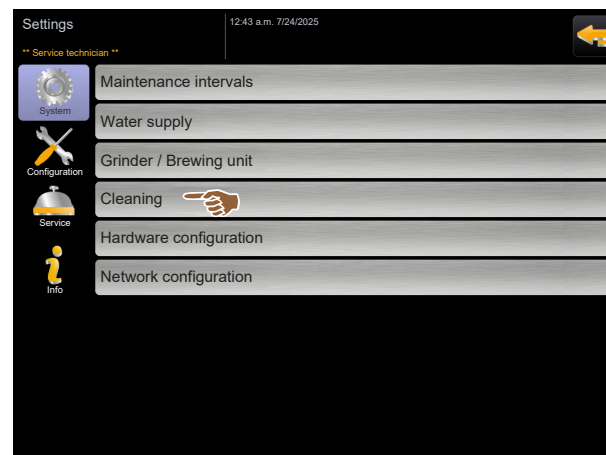 Settings
12:43 a.m. 7/24/2025
** Service technician **
System
Configuration
Service
Info
Maintenance intervals
Water supply
Grinder / Brewing unit
Cleaning
Hardware configuration
Network configuration